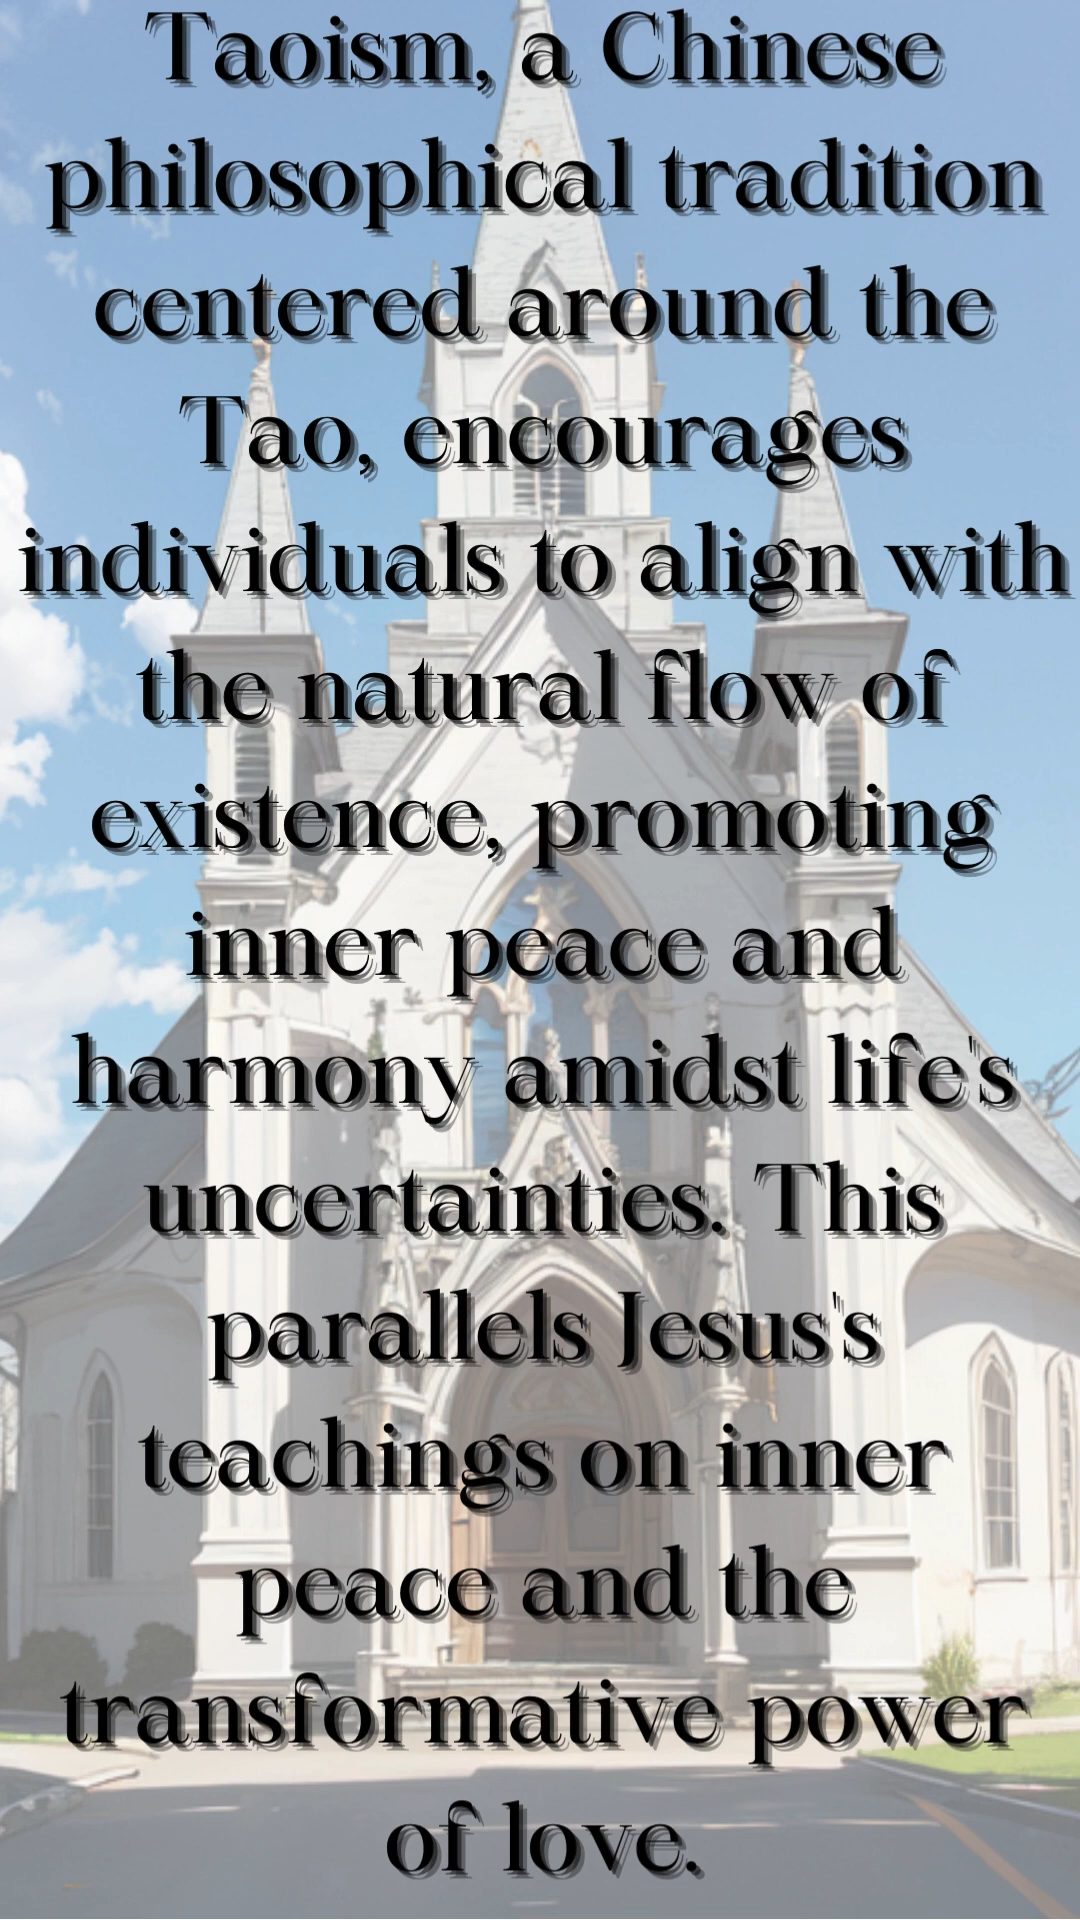 Taoism, a Chinese
philosophical tradition
centered around the
Tao, encourages
individuals to align with
the natural flow of
existence, promoting
inner peace and
harmony amidst life's
uncertainties. This
parallels Jesus's
teachings on inner
peace and the
transformative power
of love.